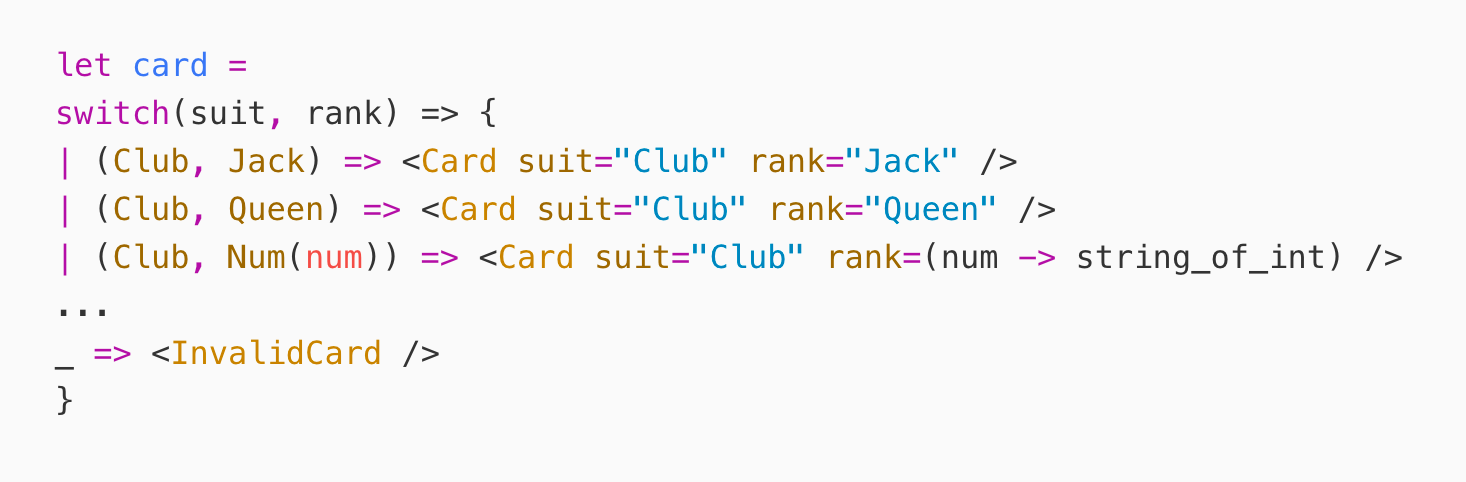 let card =
switch(suit, rank) => {
| (Club, Jack) => <Card suit="Club" rank="Jack" />
| (Club, Queen) => <Card suit="Club" rank="Queen" />
| (Club, Num(num)) => <Card suit="Club" rank=(num -> string_of_int) />
...
_ => <InvalidCard />
}